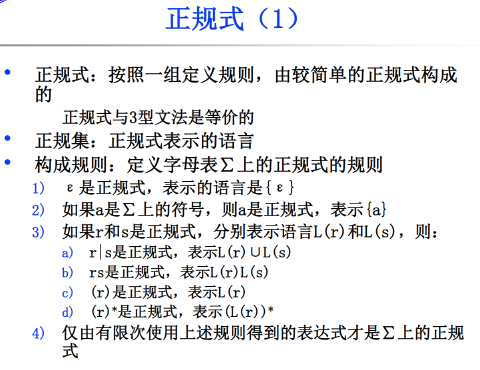 正规式（1）
• 正规式：按照一组定义规则，由较简单的正规式构成
的
正规式与3型文法是等价的
• 正规集：正规式表示的语言
• 构成规则：定义字母表∑上的正规式的规则
1) ε是正规式，表示的语言是{ε}
2) 如果a是∑上的符号，则a是正规式，表示{a}
3) 如果r和s是正规式，分别表示语言L(r)和L(s)，则：
a) r|s是正规式，表示L(r)∪L(s)
b) rs是正规式，表示L(r)L(s)
c) (r)是正规式，表示L(r)
d) (r)*是正规式，表示(L(r))*
4) 仅由有限次使用上述规则得到的表达式才是∑上的正规
式